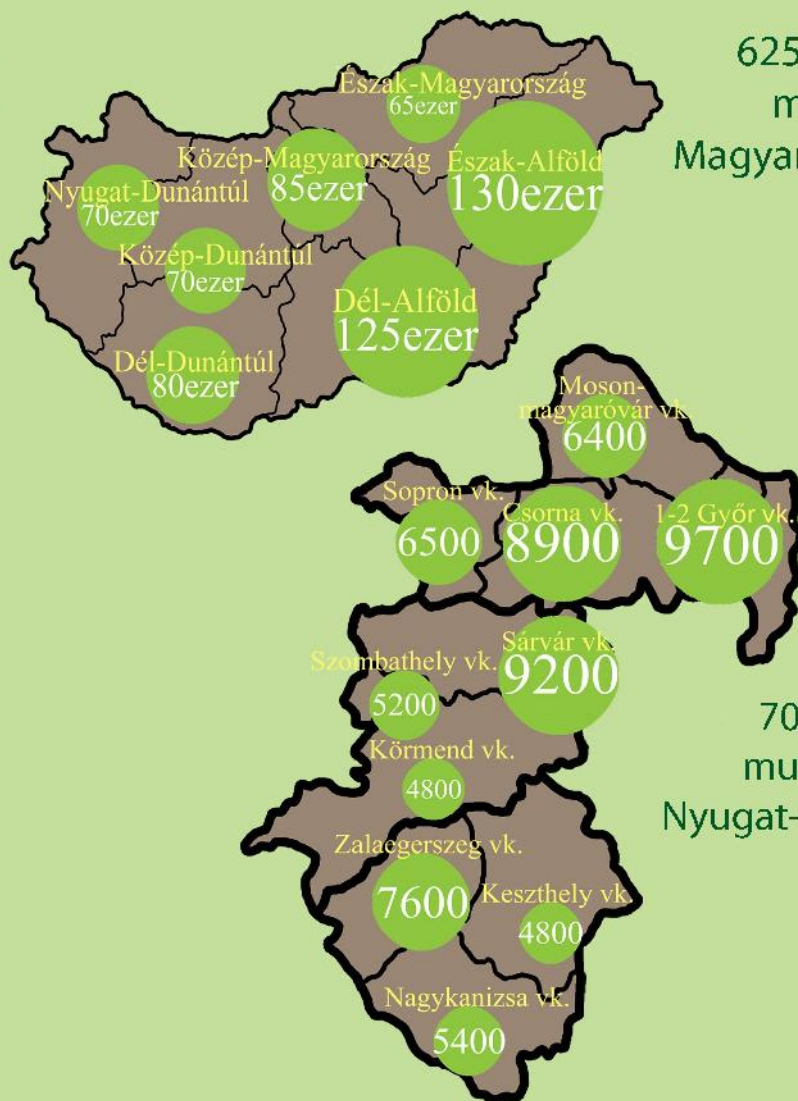 625
Magyar
Észak-Magyarország
65ezer
Közép-Magyarország
85ezer
Észak-Alföld
130ezer
Nyugat-Dunántúl
70ezer
Közép-Dunántúl
70ezer
Dél-Alföld
125ezer
Dél-Dunántúl
80ezer
Moson-
magyaróvár vk.
6400
Sopron vk.
6500
Csorna vk.
8900
1-2 Győr vk.
9700
Sárvár vk.
9200
Szombathely vk.
5200
70
mu
Nyugat-
Körmend vk.
4800
Zalaegerszeg vk.
7600
Keszthely vk.
4800
Nagykanizsa vk.
5400